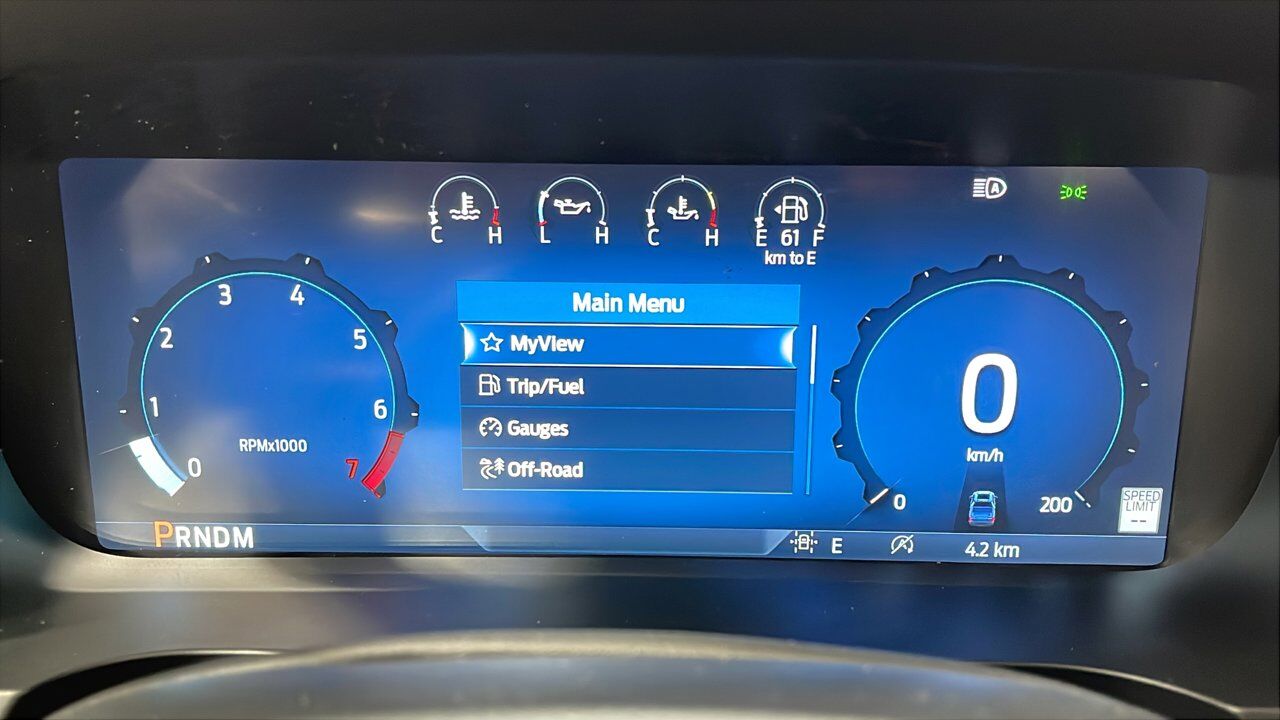 C H
L H
C H
E 61 F
km to E
A
0
1
2
3
4
5
6
7
RPMx1000
Main Menu
MyView
Trip/Fuel
Gauges
Off-Road
0
km/h
0
200
SPEED
LIMIT
--
PRNDM
E
A
4.2 km